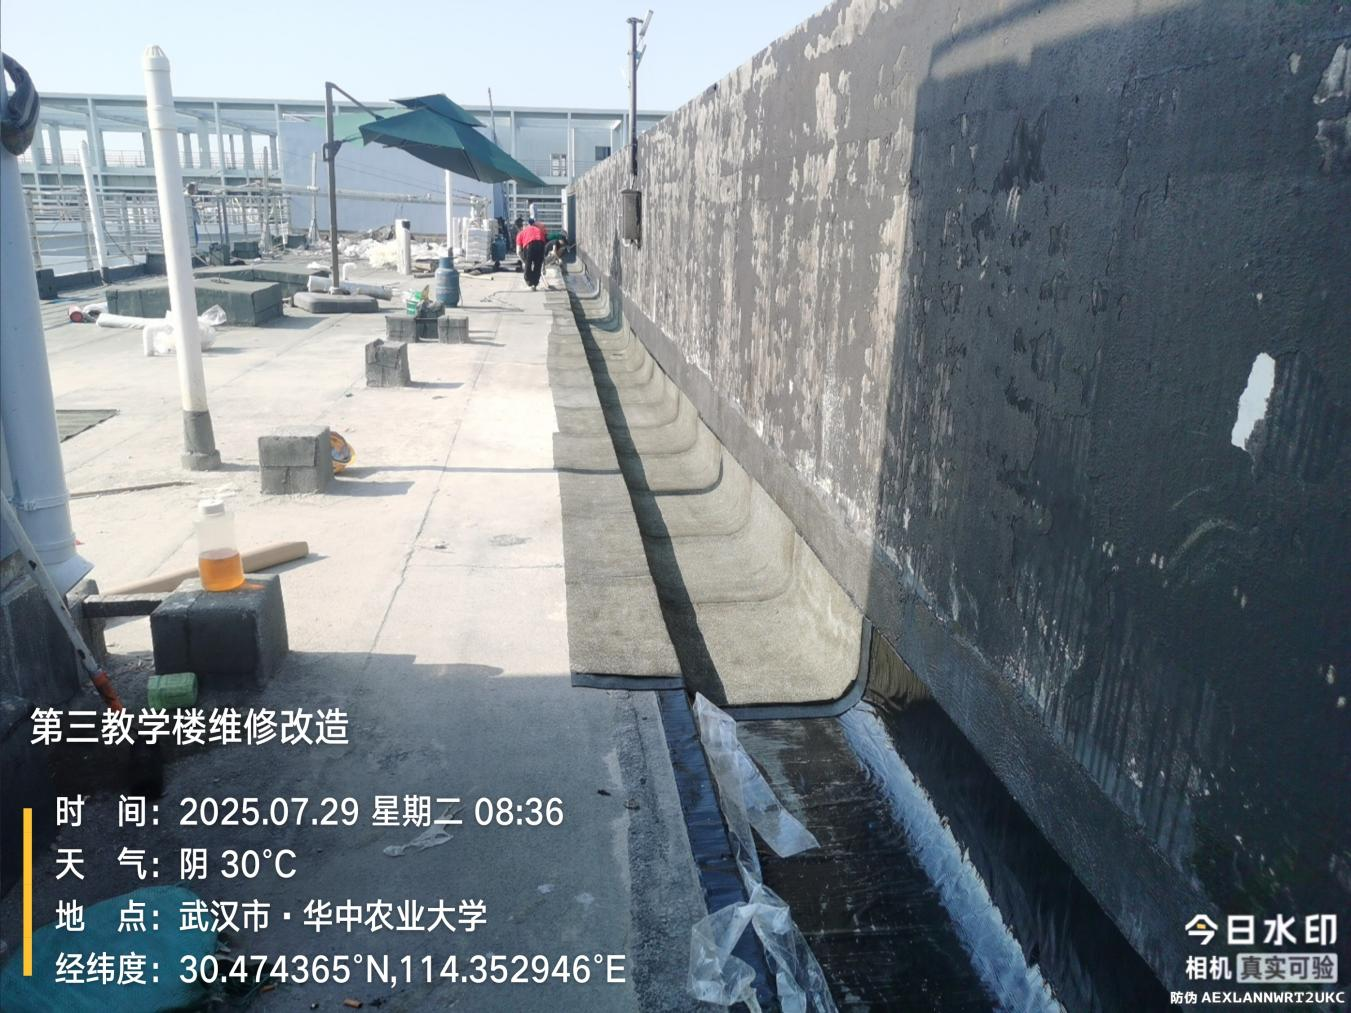 第三教学楼维修改造
时 间：2025.07.29 星期二 08:36
天 气：阴 30°C
地 点：武汉市·华中农业大学
经纬度：30.474365°N,114.352946°E
今日水印
相机 真实可验
防伪 AEXLANNWRT2UKC